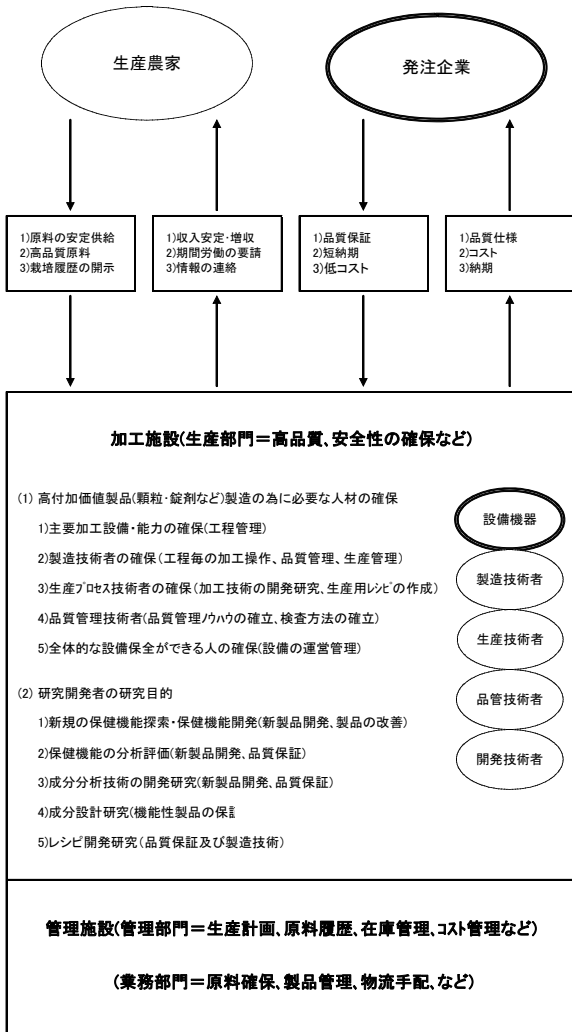 生産農家
発注企業
1)原料の安定供給
2)高品質原料
3)栽培履歴の開示
1)収入安定・増収
2)期間労働の要請
3)情報の連絡
1)品質保証
2)短納期
3)低コスト
1)品質仕様
2)コスト
3)納期
加工施設(生産部門＝高品質、安全性の確保など)
(1) 高付加価値製品(顆粒・錠剤など)製造の為に必要な人材の確保
1)主要加工設備・能力の確保(工程管理)
2)製造技術者の確保(工程毎の加工操作、品質管理、生産管理)
3)生産ﾌﾟﾛｾｽ技術者の確保(加工技術の開発研究、生産用ﾚｼﾋﾟの作成)
4)品質管理技術者(品質管理ﾉｳﾊｳの確立、検査方法の確立)
5)全体的な設備保全ができる人の確保(設備の運営管理)
(2) 研究開発者の研究目的
1)新規の保健機能探索・保健機能開発(新製品開発、製品の改善)
2)保健機能の分析評価(新製品開発、品質保証)
3)成分分析技術の開発研究(新製品開発、品質保証)
4)成分設計研究(機能性製品の保
5)レシピ開発研究(品質保証及び製造技術)
設備機器
製造技術者
生産技術者
品管技術者
開発技術者
管理施設(管理部門＝生産計画、原料履歴、在庫管理、ｺｽﾄ管理など)
(業務部門＝原料確保、製品管理、物流手配、など)